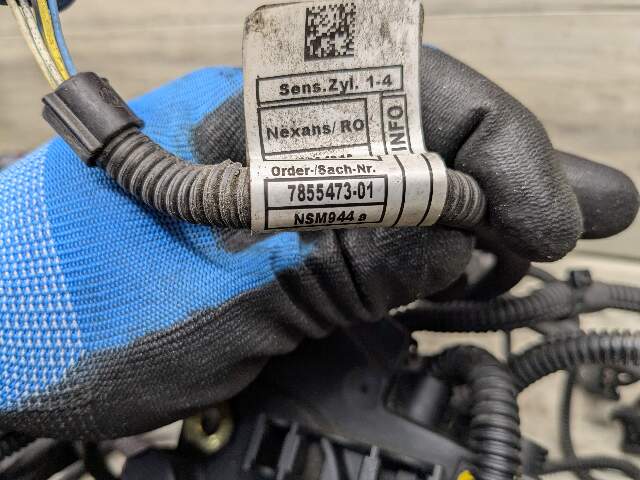 Sens.Zyl. 1-4
Nexans/ RO
INFO
Order-/Sach-Nr.
7855473-01
NSM944 a